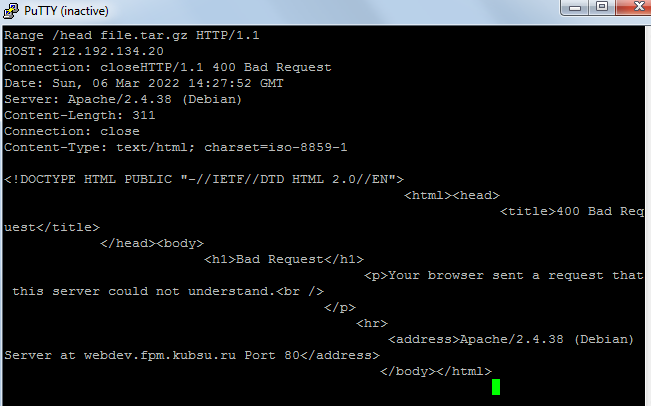 PuTTY (inactive)
Range /head file.tar.gz HTTP/1.1
HOST: 212.192.134.20
Connection: closeHTTP/1.1 400 Bad Request
Date: Sun, 06 Mar 2022 14:27:52 GMT
Server: Apache/2.4.38 (Debian)
Content-Length: 311
Connection: close
Content-Type: text/html; charset=iso-8859-1
<!DOCTYPE HTML PUBLIC "-//IETF//DTD HTML 2.0//EN">
<html><head>
<title>400 Bad Req
uest</title>
</head><body>
<h1>Bad Request</h1>
<p>Your browser sent a request that
this server could not understand.<br />
</p>
<hr>
<address>Apache/2.4.38 (Debian)
Server at webdev.fpm.kubsu.ru Port 80</address>
</body></html>